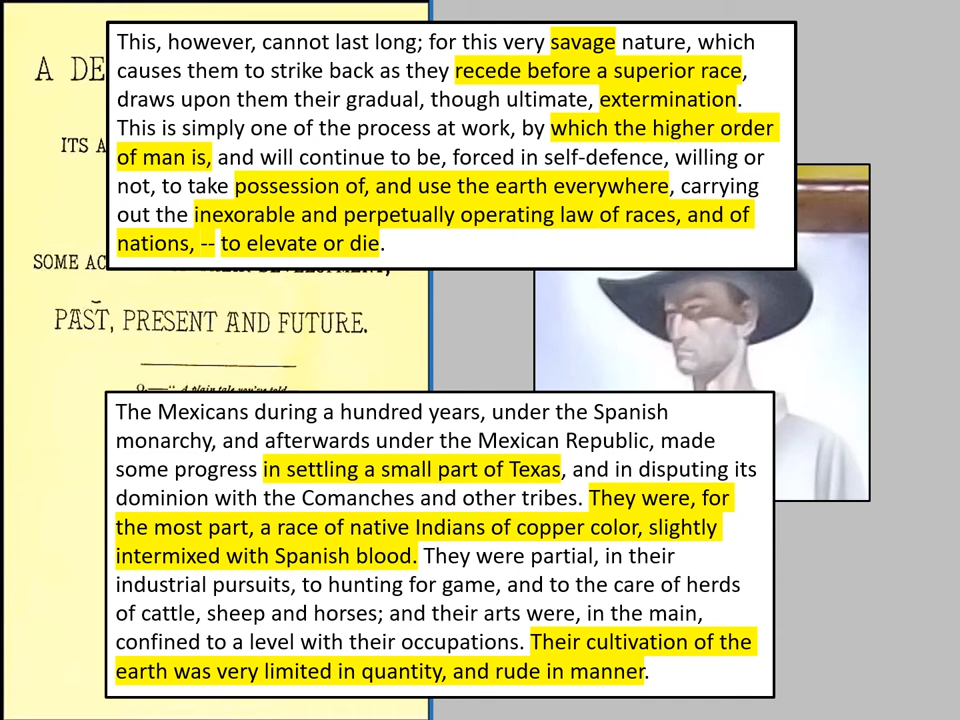 This, however, cannot last long; for this very savage nature, which
causes them to strike back as they recede before a superior race,
draws upon them their gradual, though ultimate, extermination.
This is simply one of the process at work, by which the higher order
of man is, and will continue to be, forced in self-defence, willing or
not, to take possession of, and use the earth everywhere, carrying
out the inexorable and perpetually operating law of races, and of
nations, -- to elevate or die.
A DE
ITS A
SOME AC
PAST, PRESENT AND FUTURE.
A plain tale you've told
The Mexicans during a hundred years, under the Spanish
monarchy, and afterwards under the Mexican Republic, made
some progress in settling a small part of Texas, and in disputing its
dominion with the Comanches and other tribes. They were, for
the most part, a race of native Indians of copper color, slightly
intermixed with Spanish blood. They were partial, in their
industrial pursuits, to hunting for game, and to the care of herds
of cattle, sheep and horses; and their arts were, in the main,
confined to a level with their occupations. Their cultivation of the
earth was very limited in quantity, and rude in manner.